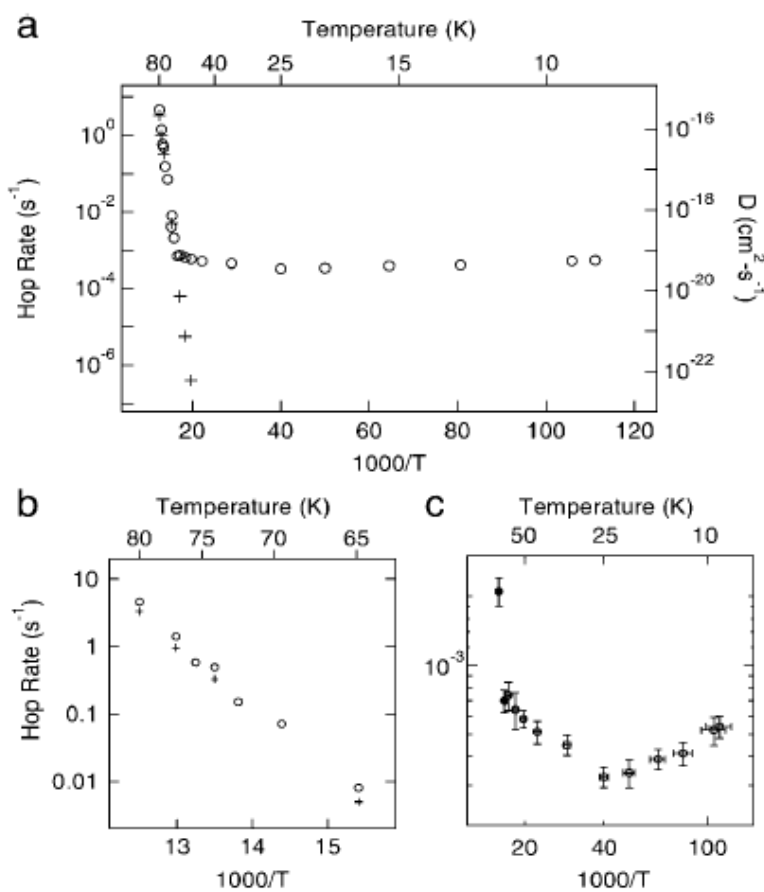 a
Temperature (K)
80 40 25 15 10
10^0
10^-2
10^-4
10^-6
Hop Rate (s^-1)
10^-16
10^-18
10^-20
10^-22
D (cm^2-s^-1)
20 40 60 80 100 120
1000/T
b
Temperature (K)
80 75 70 65
10
1
0.1
0.01
Hop Rate (s^-1)
13 14 15
1000/T
c
Temperature (K)
50 25 10
10^-3
20 40 100
1000/T